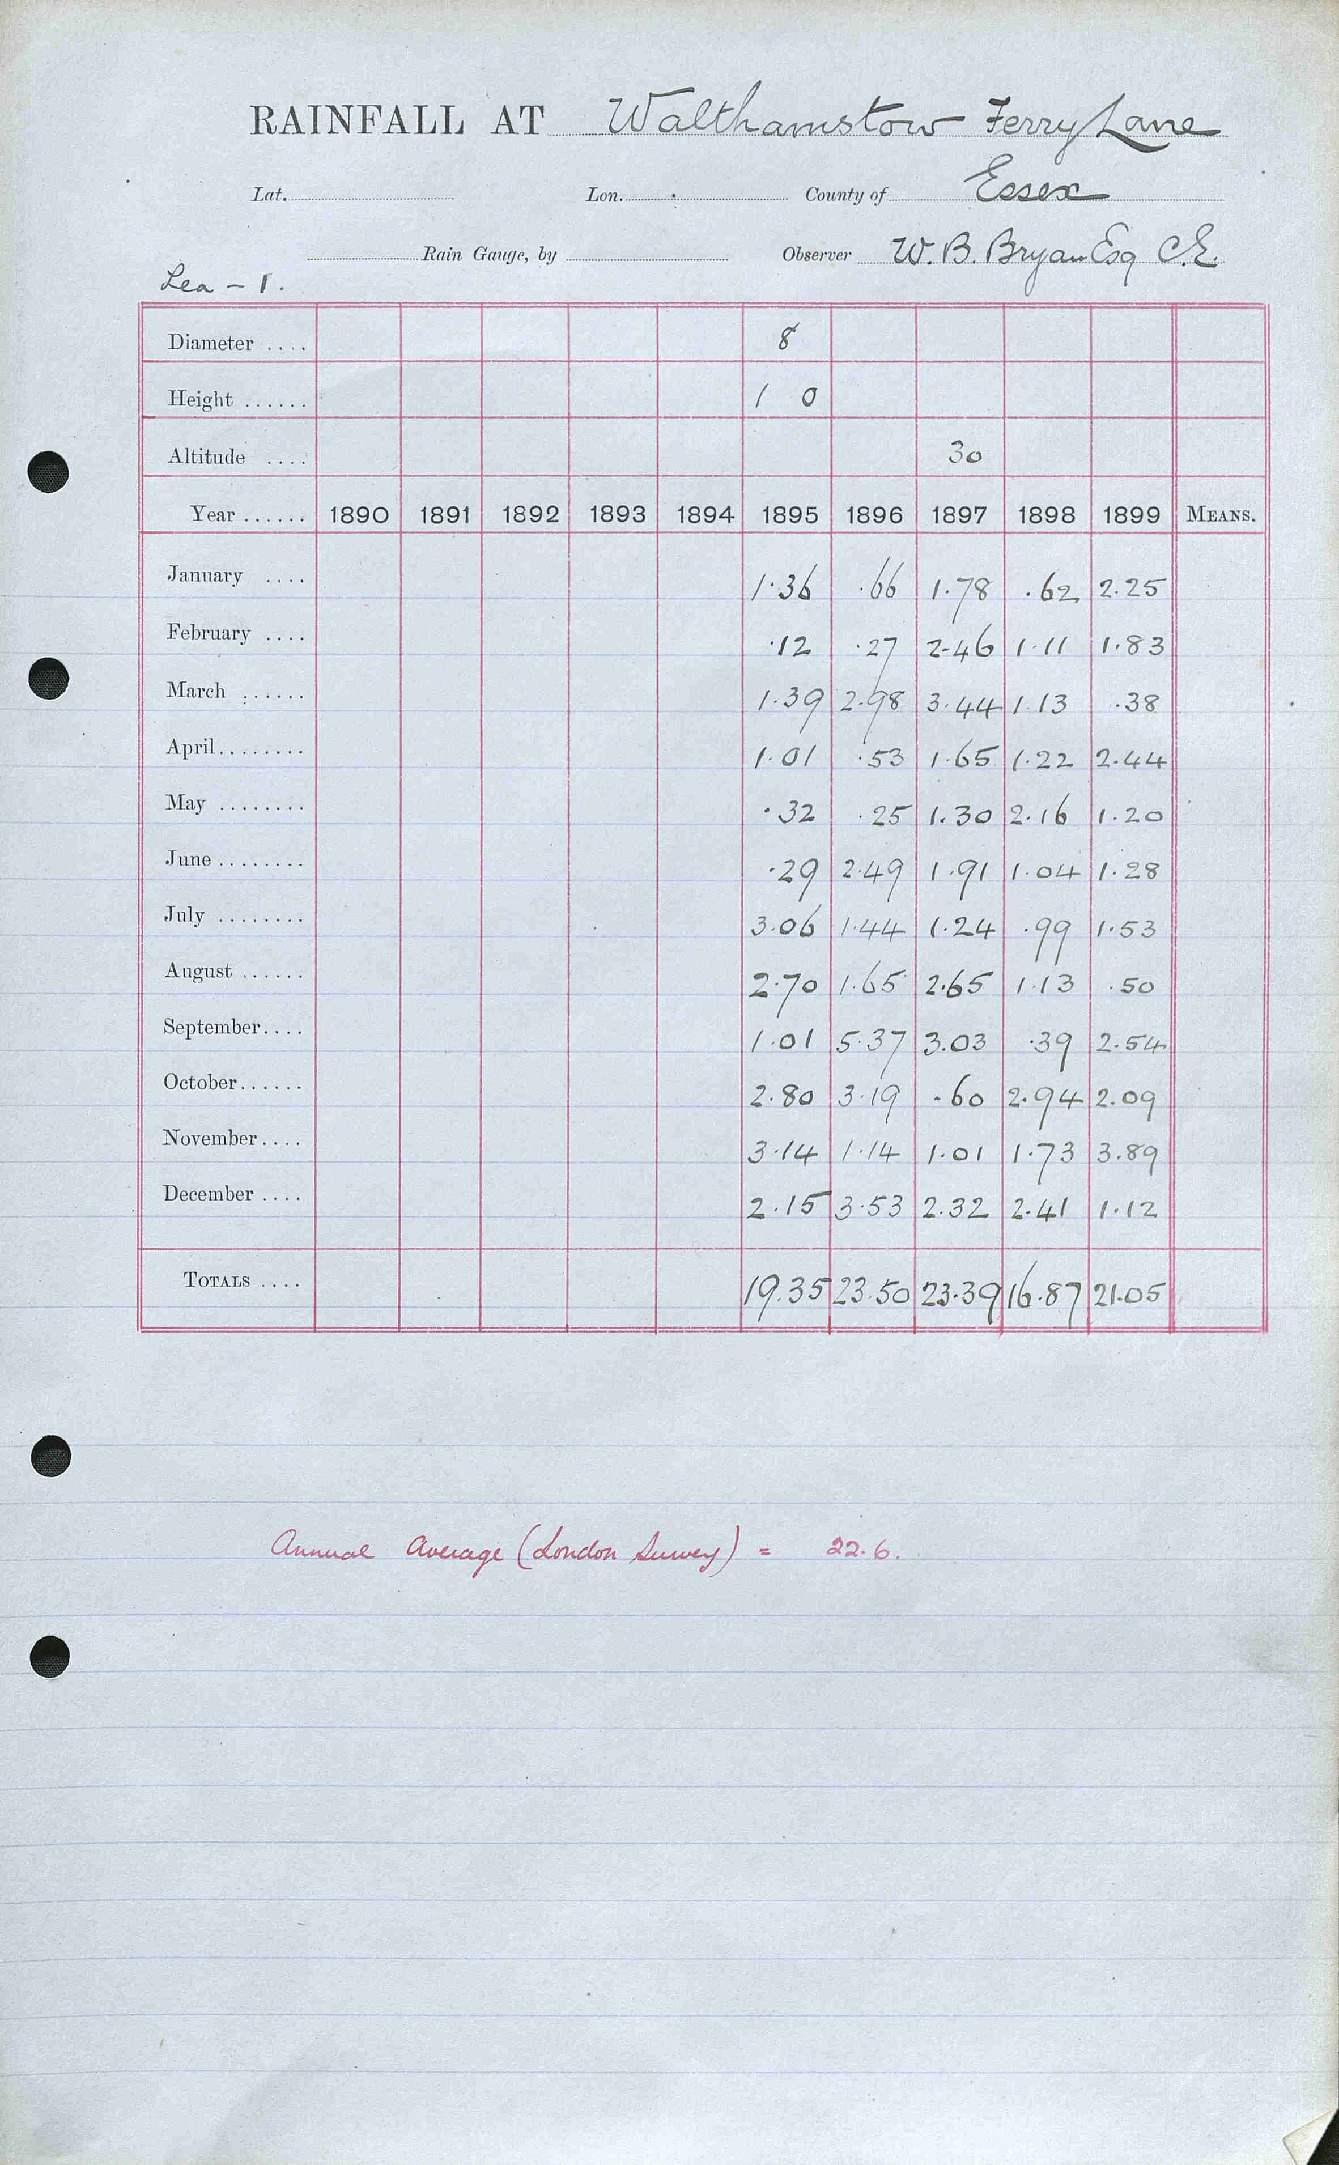 RAINFALL AT Walthamstow Ferry Lane
Lat. Lon. County of Essex
Rain Gauge, by Observer W. B. Bryan Esq C.E.
Lea - 1.
Diameter .... 8
Height ...... 1 0
Altitude .... 30
Year ...... 1890 1891 1892 1893 1894 1895 1896 1897 1898 1899 MEANS.
January .... 1.36 .66 1.78 .62 2.25
February .... .12 .27 2.46 1.11 1.83
March ...... 1.39 2.98 3.44 1.13 .38
April........ 1.01 .53 1.65 1.22 2.44
May ........ .32 .25 1.30 2.16 1.20
June ........ .29 2.49 1.91 1.04 1.28
July ........ 3.06 1.44 1.24 .99 1.53
August ...... 2.70 1.65 2.65 1.13 .50
September.... 1.01 5.37 3.03 .39 2.54
October...... 2.80 3.19 .60 2.94 2.09
November.... 3.14 1.14 1.01 1.73 3.89
December .... 2.15 3.53 2.32 2.41 1.12
TOTALS .... 19.35 23.50 23.39 16.87 21.05
Annual Average (London Survey) = 22.6.